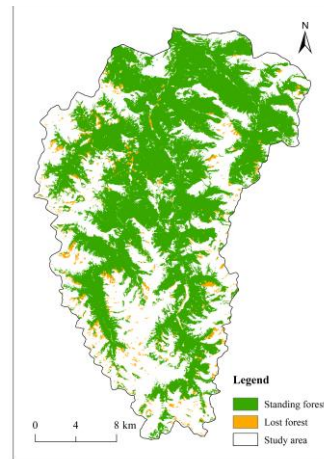 N
Legend
Standing forest
Lost forest
Study area
0 4 8 km